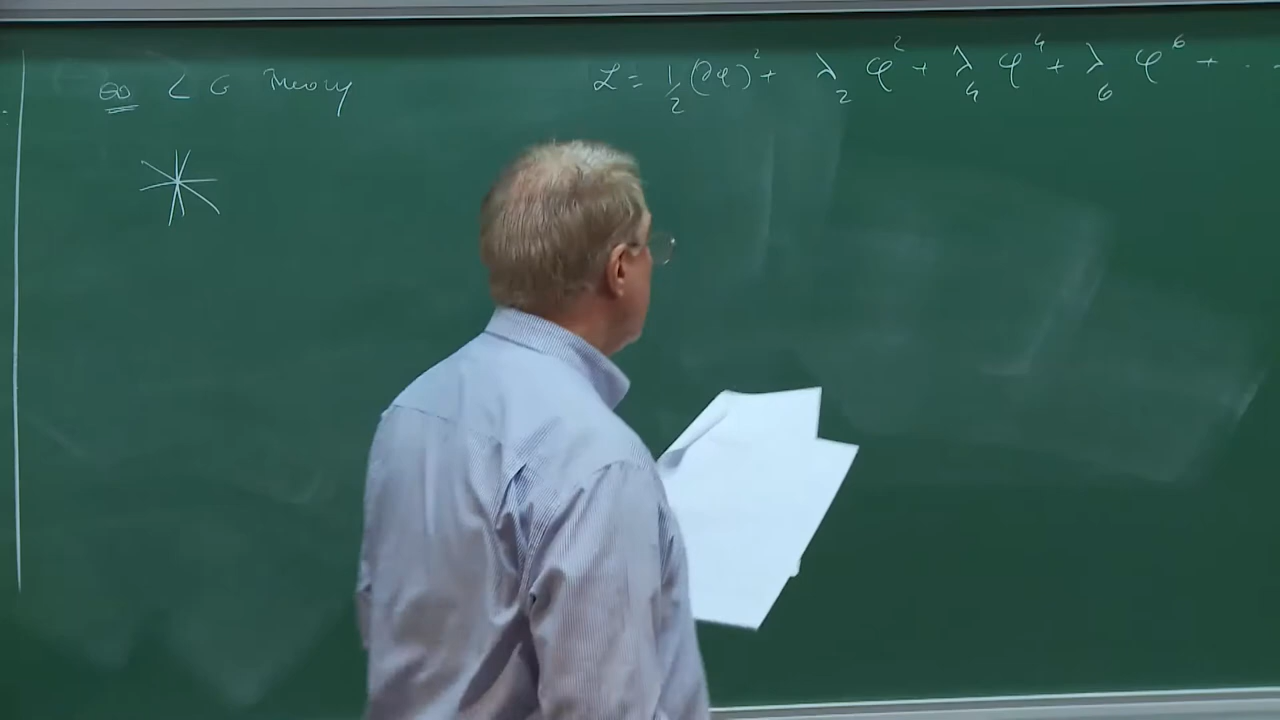 L G Theory
ℒ = 1/2 (∂φ)² + λ₂ φ² + λ₄ φ⁴ + λ₆ φ⁶ + . .